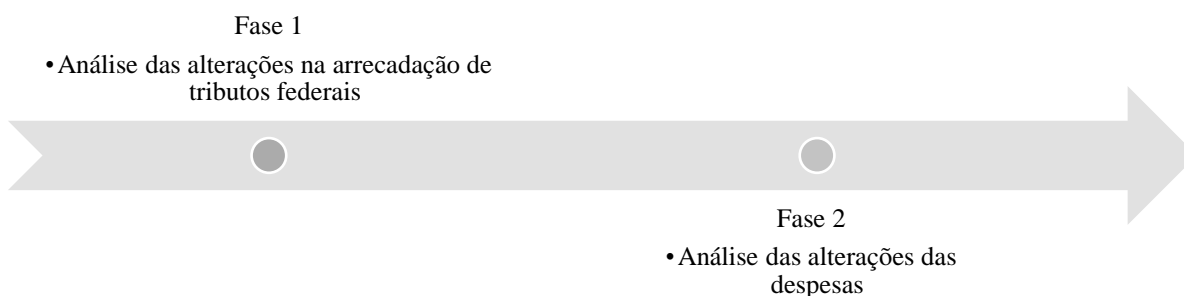 Fase 1
•Análise das alterações na arrecadação de
tributos federais
Fase 2
•Análise das alterações das
despesas